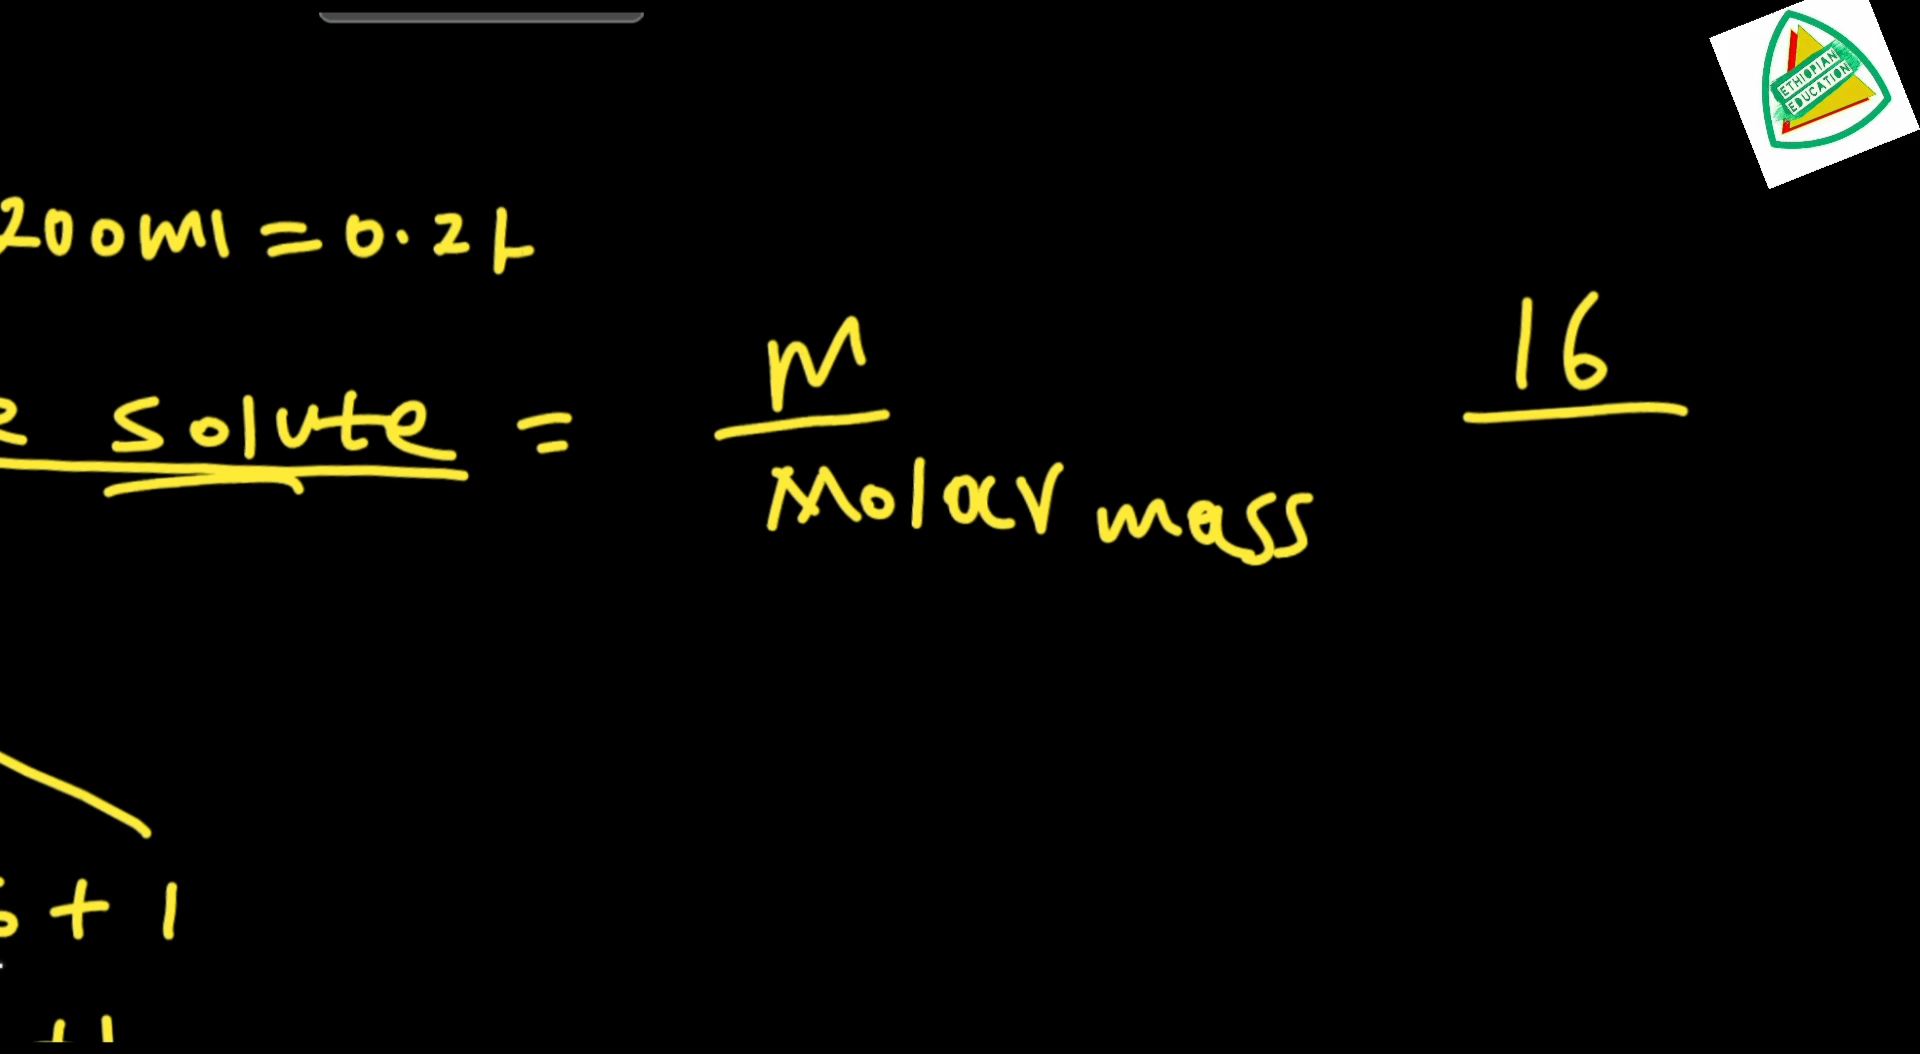 ETHIOPIAN
EDUCATION
200ml = 0.2L
16
solute = m
Molar mass
+ 1